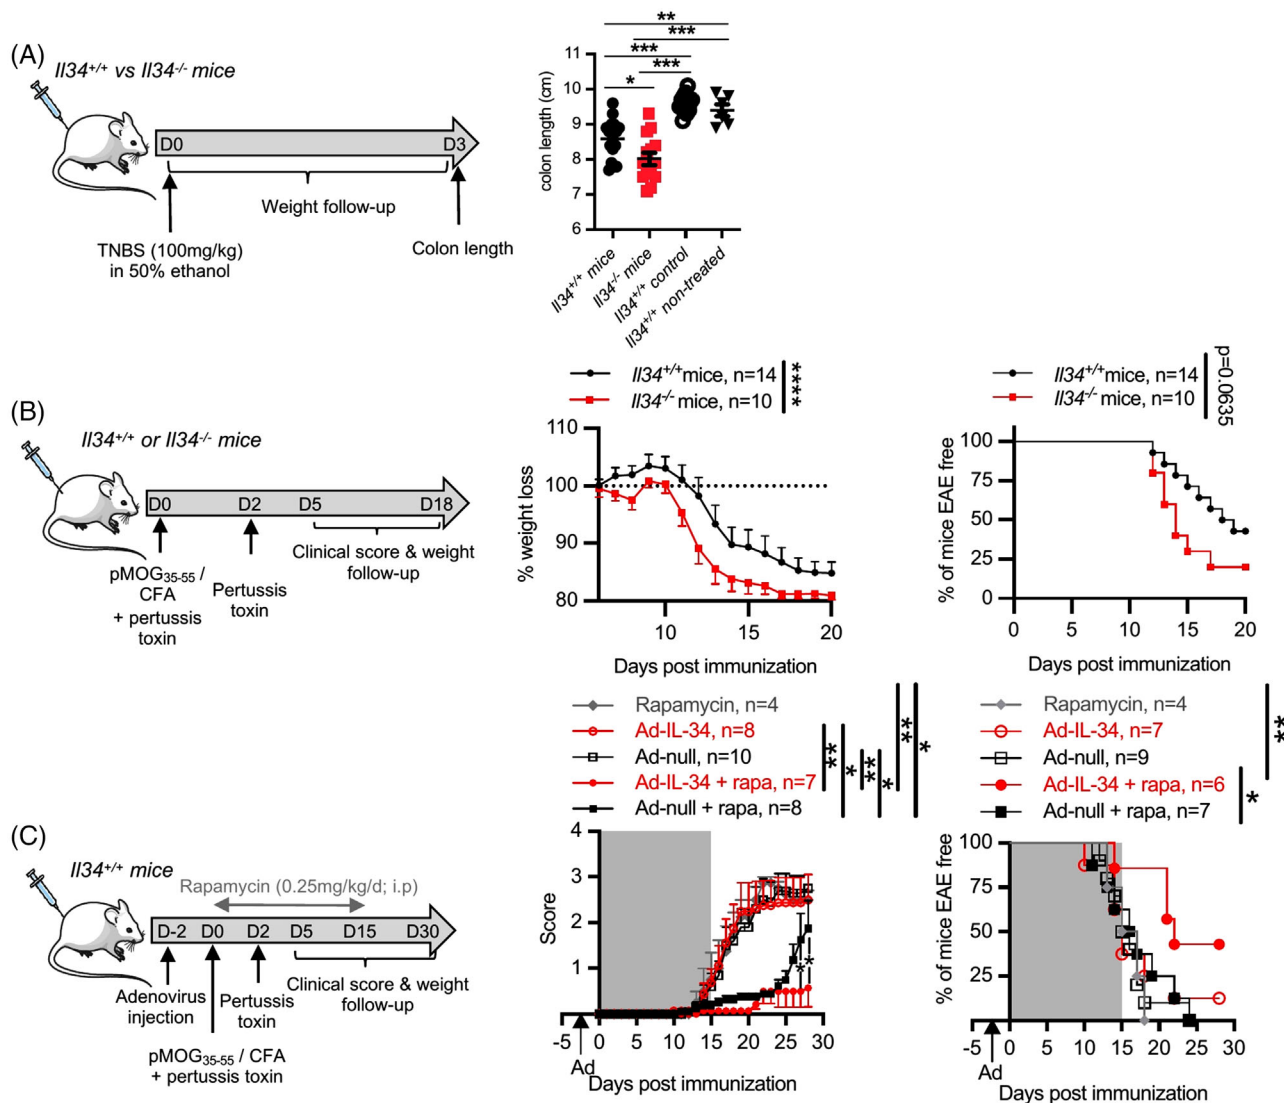 (A)
Il34+/+ vs Il34-/- mice
D0
D3
Weight follow-up
TNBS (100mg/kg)
in 50% ethanol
Colon length
**
***
***
***
*
colon length (cm)
11
10
9
8
7
6
Il34+/+ mice
Il34-/- mice
Il34+/+ control
Il34+/+ non-treated
(B)
Il34+/+ or Il34-/- mice
D0
D2
D5
D18
pMOG35-55 /
CFA
+ pertussis
toxin
Pertussis
toxin
Clinical score & weight
follow-up
Il34+/+mice, n=14
Il34-/- mice, n=10
****
% weight loss
110
100
90
80
10
15
20
Days post immunization
Il34+/+mice, n=14
Il34-/- mice, n=10
p=0.0635
% of mice EAE free
100
75
50
25
0
0
5
10
15
20
Days post immunization
(C)
Il34+/+ mice
Rapamycin (0.25mg/kg/d; i.p)
D-2
D0
D2
D5
D15
D30
Adenovirus
injection
Pertussis
toxin
Clinical score & weight
follow-up
pMOG35-55 / CFA
+ pertussis toxin
Rapamycin, n=4
Ad-IL-34, n=8
Ad-null, n=10
Ad-IL-34 + rapa, n=7
Ad-null + rapa, n=8
**
*
**
*
**
*
Score
4
3
2
1
*
*
-5
0
5
10
15
20
25
30
Ad
Days post immunization
Rapamycin, n=4
Ad-IL-34, n=7
Ad-null, n=9
Ad-IL-34 + rapa, n=6
Ad-null + rapa, n=7
**
*
% of mice EAE free
100
75
50
25
-5
0
5
10
15
20
25
30
Ad
Days post immunization